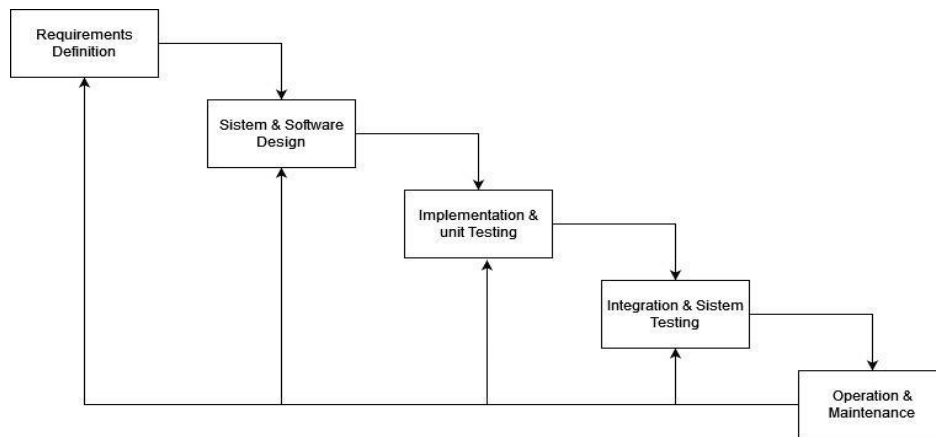 Requirements
Definition
Sistem & Software
Design
Implementation &
unit Testing
Integration & Sistem
Testing
Operation &
Maintenance